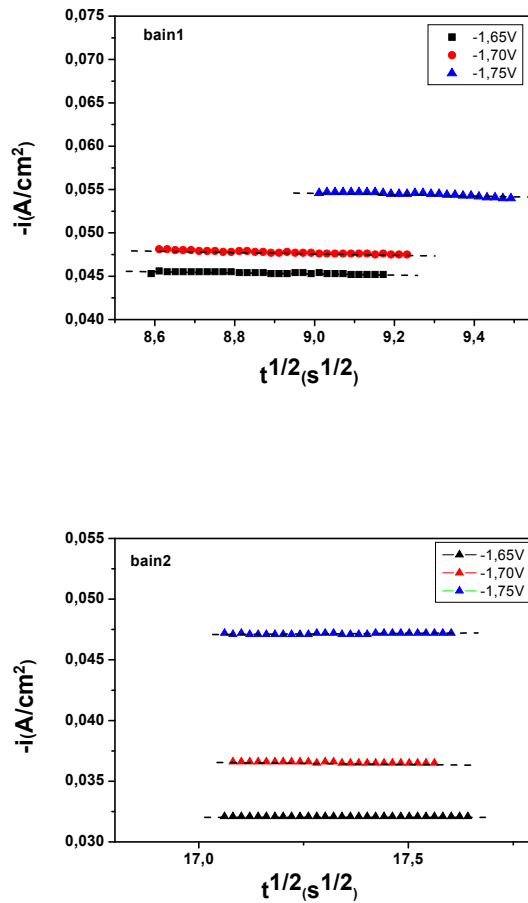 bain1
-1,65V
-1,70V
-1,75V
0,075
0,070
0,065
0,060
0,055
0,050
0,045
0,040
-i(A/cm²)
8,6 8,8 9,0 9,2 9,4
t1/2(s1/2)
bain2
-1,65V
-1,70V
-1,75V
0,055
0,050
0,045
0,040
0,035
0,030
-i(A/cm²)
17,0 17,5
t1/2(s1/2)